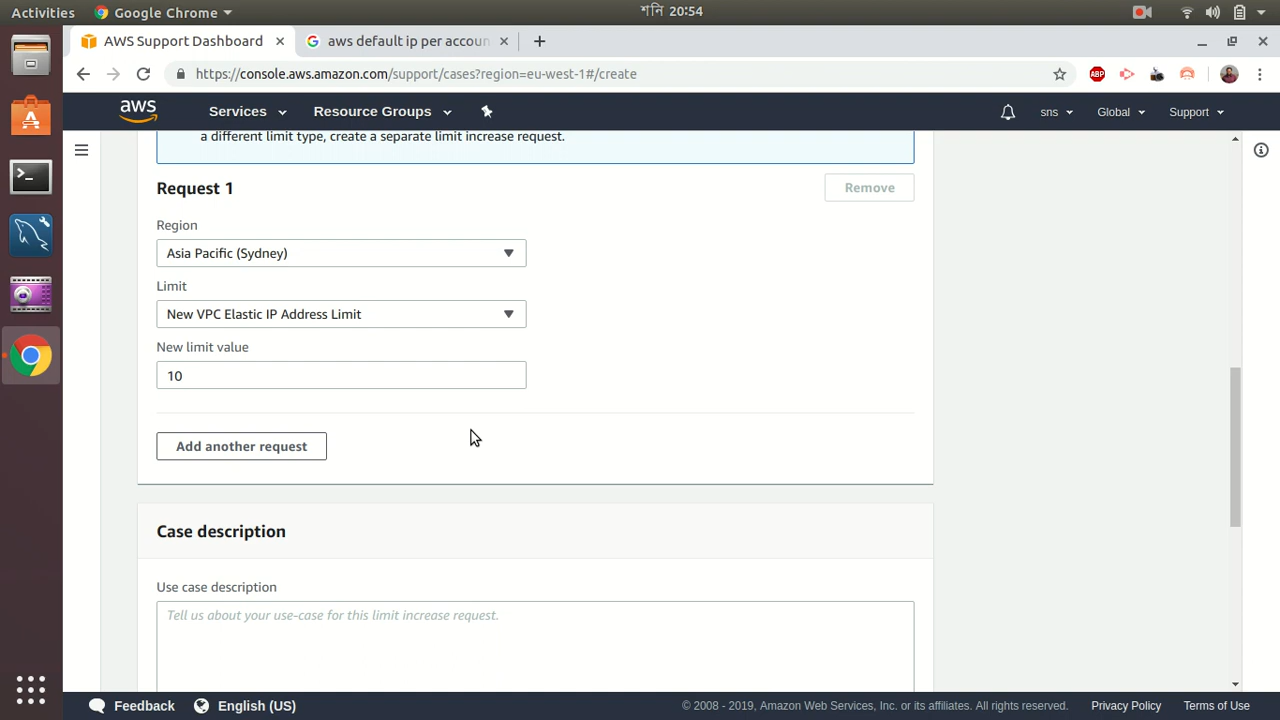 Activities Google Chrome শনি 20:54
AWS Support Dashboard aws default ip per accoun
https://console.aws.amazon.com/support/cases?region=eu-west-1#/create ABP
aws Services Resource Groups sns Global Support
a different limit type, create a separate limit increase request.
Request 1 Remove
Region
Asia Pacific (Sydney)
Limit
New VPC Elastic IP Address Limit
New limit value
10
Add another request
Case description
Use case description
Tell us about your use-case for this limit increase request.
Feedback English (US) © 2008 - 2019, Amazon Web Services, Inc. or its affiliates. All rights reserved. Privacy Policy Terms of Use